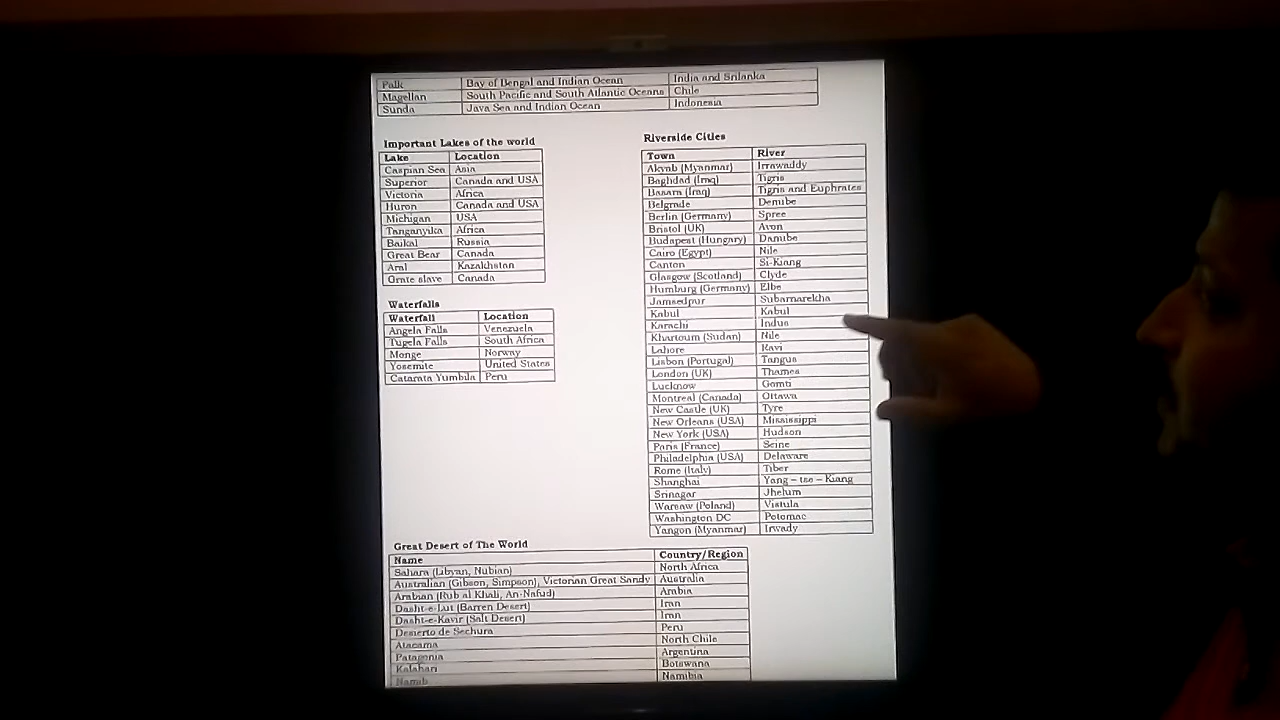 Palk Bay of Bengal and Indian Ocean India and Srilanka
Magellan South Pacific and South Atlantic Oceans Chile
Sunda Java Sea and Indian Ocean Indonesia
Important Lakes of the world
Lake Location
Caspian Sea Asia
Superior Canada and USA
Victoria Africa
Huron Canada and USA
Michigan USA
Tanganyika Africa
Baikal Russia
Great Bear Canada
Aral Kazakhstan
Grate slave Canada
Waterfalls
Waterfall Location
Angela Falls Venezuela
Tugela Falls South Africa
Monge Norway
Yosemite United States
Catarata Yumbila Peru
Riverside Cities
Town River
Akyab (Myanmar) Irrawaddy
Baghdad (Iraq) Tigris
Basara (Iraq) Tigris and Euphrates
Belgrade Denube
Berlin (Germany) Spree
Bristol (UK) Avon
Budapest (Hungary) Danube
Cairo (Egypt) Nile
Canton Si-Kiang
Glasgow (Scotland) Clyde
Humburg (Germany) Elbe
Jamsedpur Subarnarekha
Kabul Kabul
Karachi Indus
Khartoum (Sudan) Nile
Lahore Ravi
Lisbon (Portugal) Tangus
London (UK) Thames
Lucknow Gomti
Montreal (Canada) Ottawa
New Castle (UK) Tyre
New Orleans (USA) Mississippi
New York (USA) Hudson
Paris (France) Seine
Philadelphia (USA) Delaware
Rome (Italy) Tiber
Shanghai Yang – tse – Kiang
Srinagar Jhelum
Warsaw (Poland) Vistula
Washington DC Potomac
Yangon (Myanmar) Irwady
Great Desert of The World
Name Country/Region
Sahara (Libyan, Nubian) North Africa
Australian (Gibson, Simpson), Victorian Great Sandy Australia
Arabian (Rub al Khali, An-Nafud) Arabia
Dasht-e-Lut (Barren Desert) Iran
Dasht-e-Kavir (Salt Desert) Iran
Desierto de Sechura Peru
Atacama North Chile
Patagonia Argentina
Kalahari Botswana
Namib Namibia